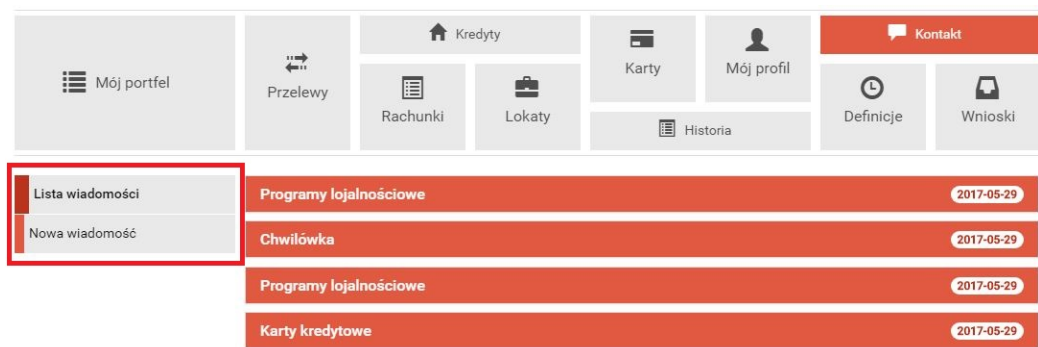 Mój portfel
Przelewy
Kredyty
Rachunki
Lokaty
Karty
Mój profil
Historia
Kontakt
Definicje
Wnioski
Lista wiadomości
Nowa wiadomość
Programy lojalnościowe 2017-05-29
Chwilówka 2017-05-29
Programy lojalnościowe 2017-05-29
Karty kredytowe 2017-05-29